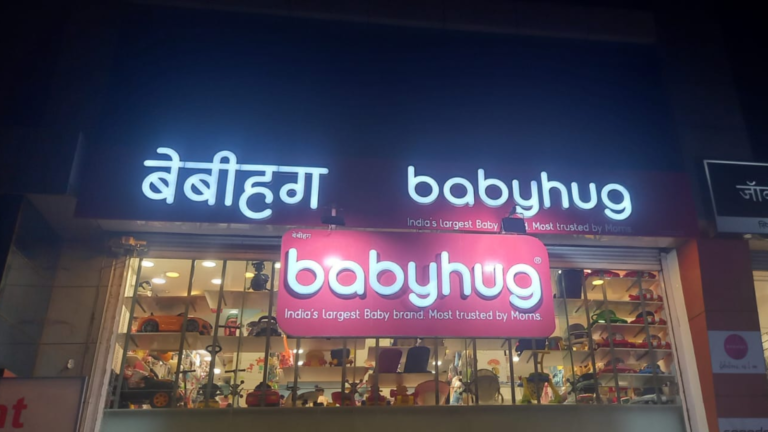 बेबीहग
babyhug
India's largest Baby brand. Most trusted by Moms.
बेबीहग
babyhug®
India's largest Baby brand. Most trusted by Moms.